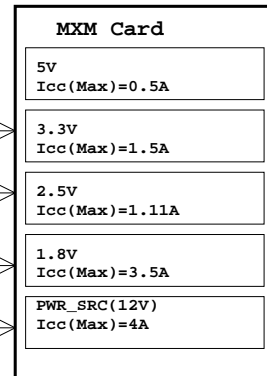 MXM Card
5V
Icc(Max)=0.5A
3.3V
Icc(Max)=1.5A
2.5V
Icc(Max)=1.11A
1.8V
Icc(Max)=3.5A
PWR_SRC(12V)
Icc(Max)=4A